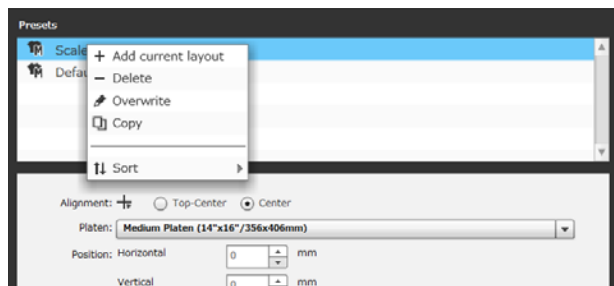 Presets
Scale
+ Add current layout
Defau
− Delete
Overwrite
Copy
Sort
Alignment: Top-Center Center
Platen: Medium Platen (14"x16"/356x406mm)
Position: Horizontal 0 mm
Vertical 0 mm